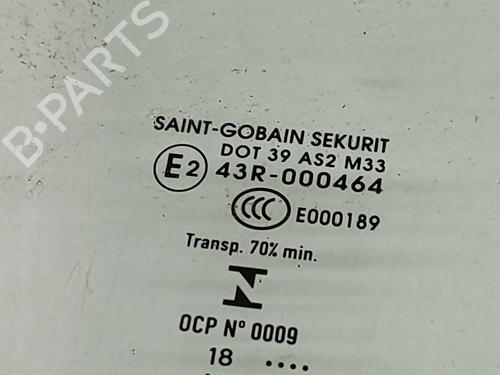 B-PARTS
SAINT-GOBAIN SEKURIT
DOT 39 AS2 M33
E2 43R-000464
CCC E000189
Transp. 70% min.
N
OCP Nº 0009
18 ....